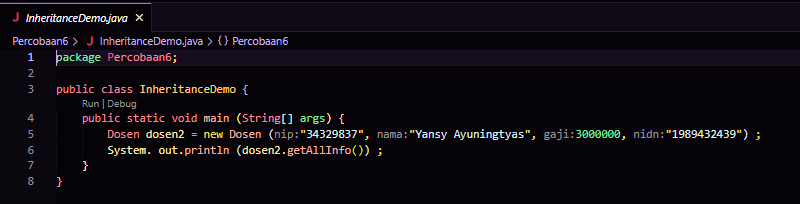 J InheritanceDemo.java ×
Percobaan6 > J InheritanceDemo.java > {} Percobaan6
1 package Percobaan6;
2
3 public class InheritanceDemo {
Run | Debug
4 public static void main (String[] args) {
5 Dosen dosen2 = new Dosen (nip:"34329837", nama:"Yansy Ayuningtyas", gaji:3000000, nidn:"1989432439") ;
6 System. out.println (dosen2.getAllInfo()) ;
7 }
8 }